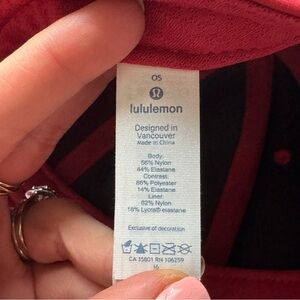 OS
lululemon
Designed in
Vancouver
Made in China
Body:
56% Nylon
44% Elastane
Contrast:
86% Polyester
14% Elastane
Liner:
82% Nylon
18% Lycra® elastane
Exclusive of decoration
CA 35801 RN 106259